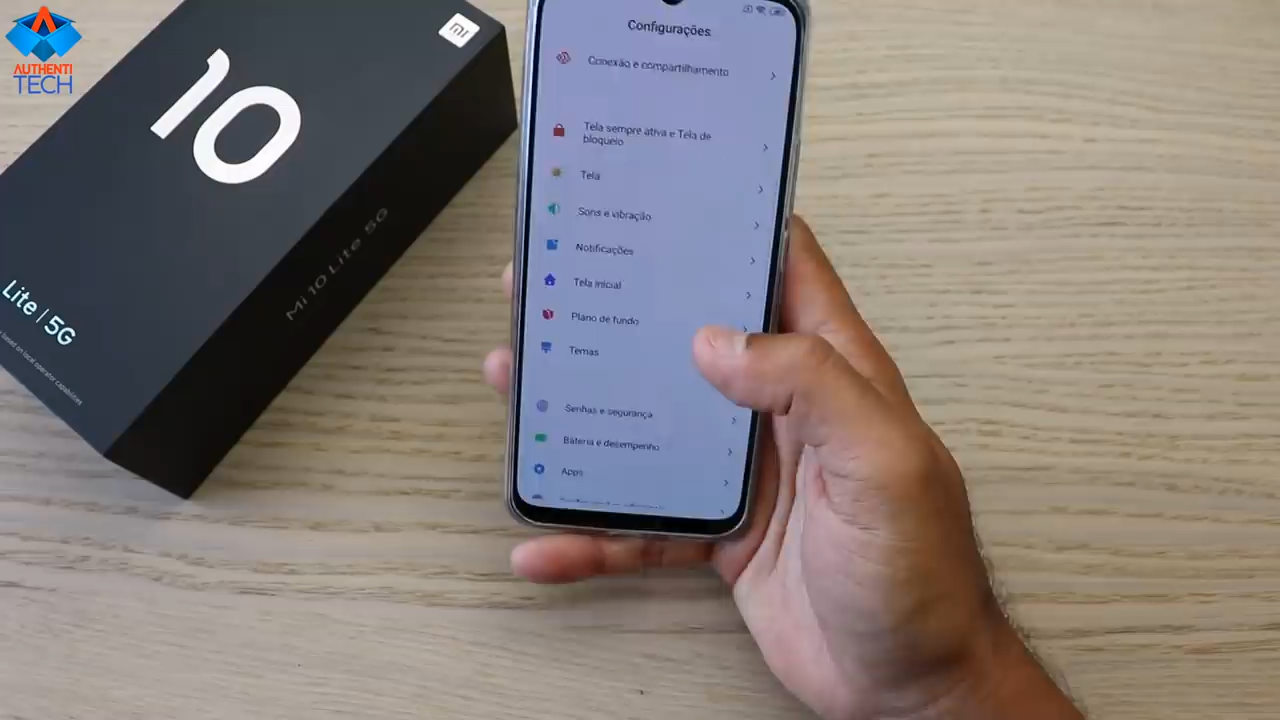 AUTHENTI
TECH
10
Lite | 5G
Mi 10 Lite 5G
Configurações
Conexão e compartilhamento
Tela sempre ativa e Tela de
bloqueio
Tela
Sons e vibração
Notificações
Tela inicial
Plano de fundo
Temas
Senhas e segurança
Bateria e desempenho
Apps